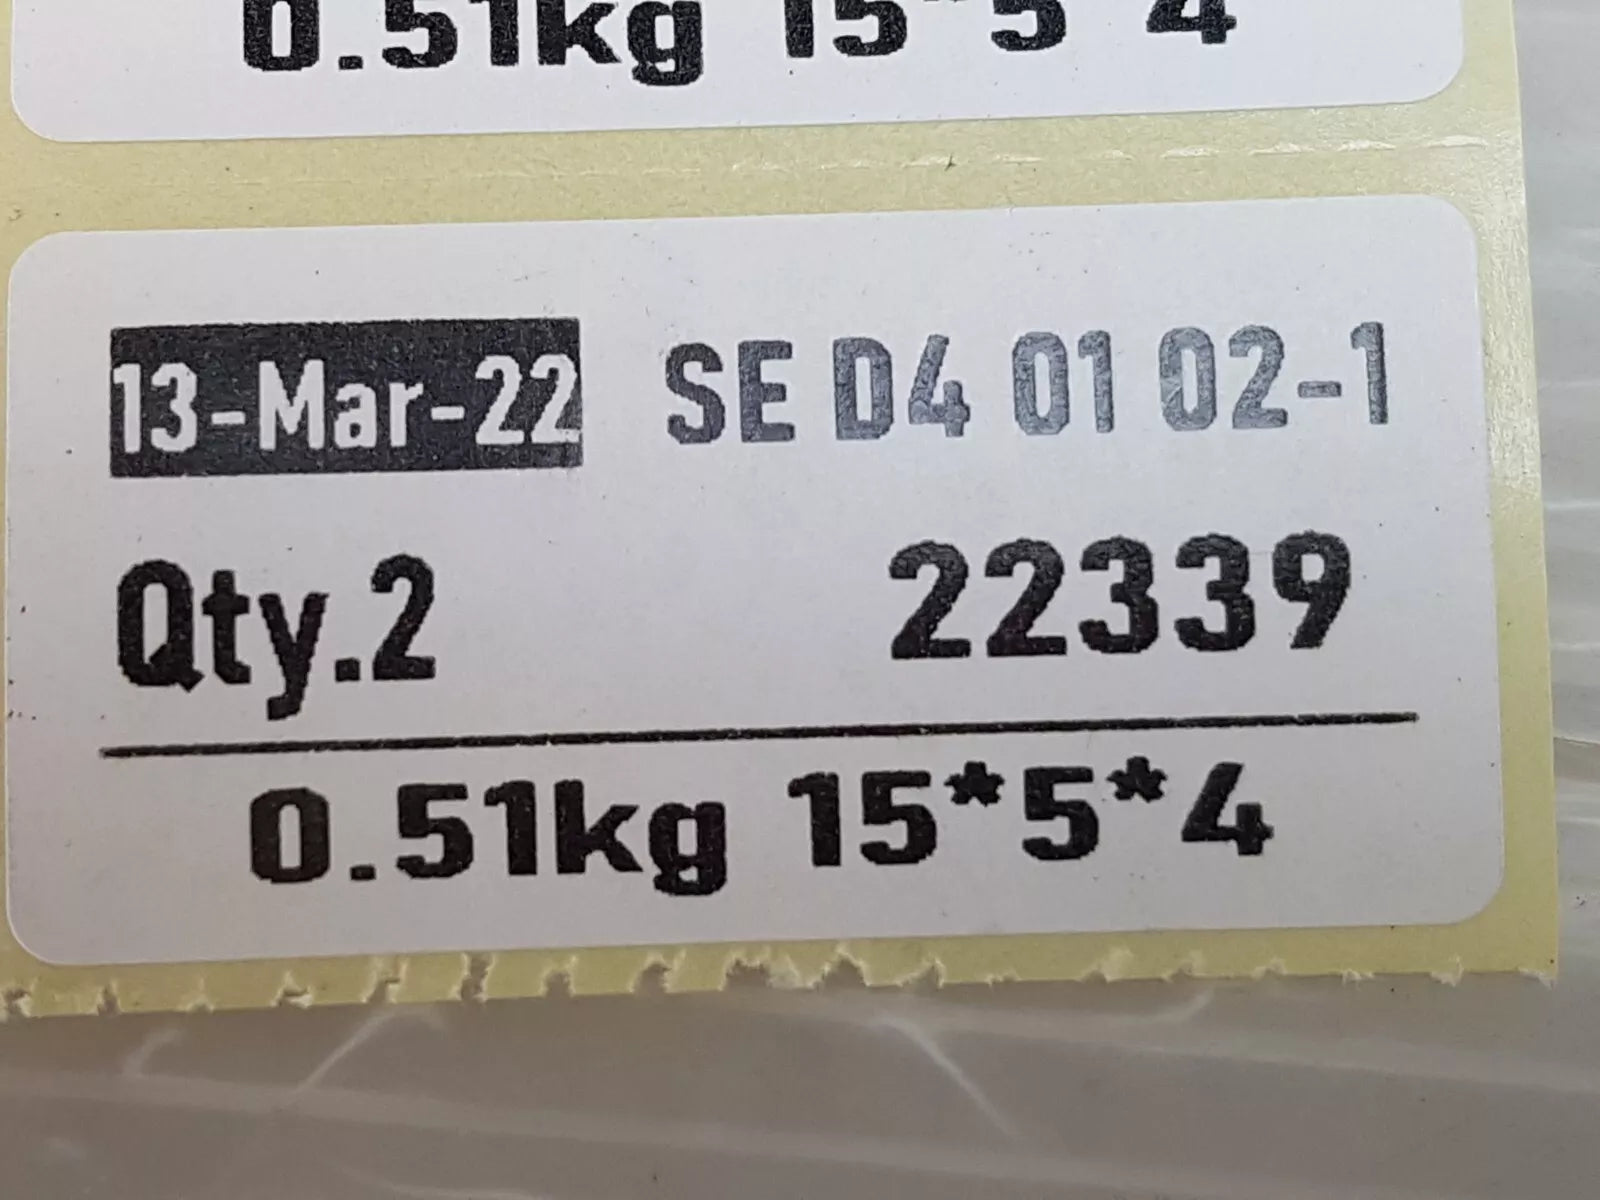 0.51kg 15*5*4
13-Mar-22 SE D4 01 02-1
Qty.2 22339
0.51kg 15*5*4